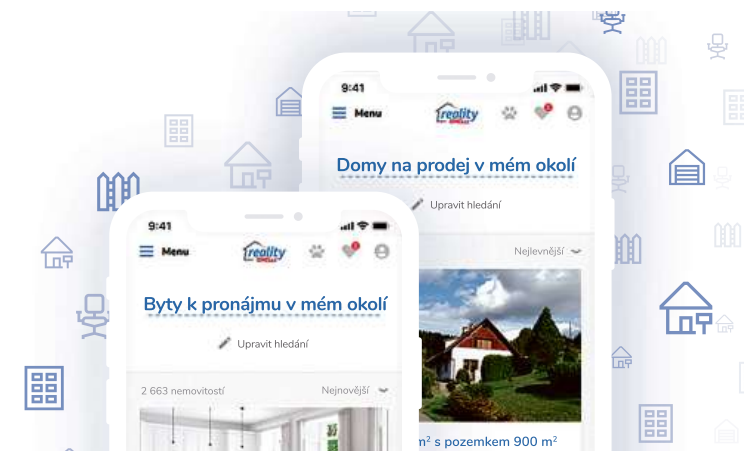 9:41
Menu
reality
Domy na prodej v mém okolí
Upravit hledání
Nejlevnější
m² s pozemkem 900 m²
9:41
Menu
reality
Byty k pronájmu v mém okolí
Upravit hledání
2 663 nemovitostí
Nejnovější